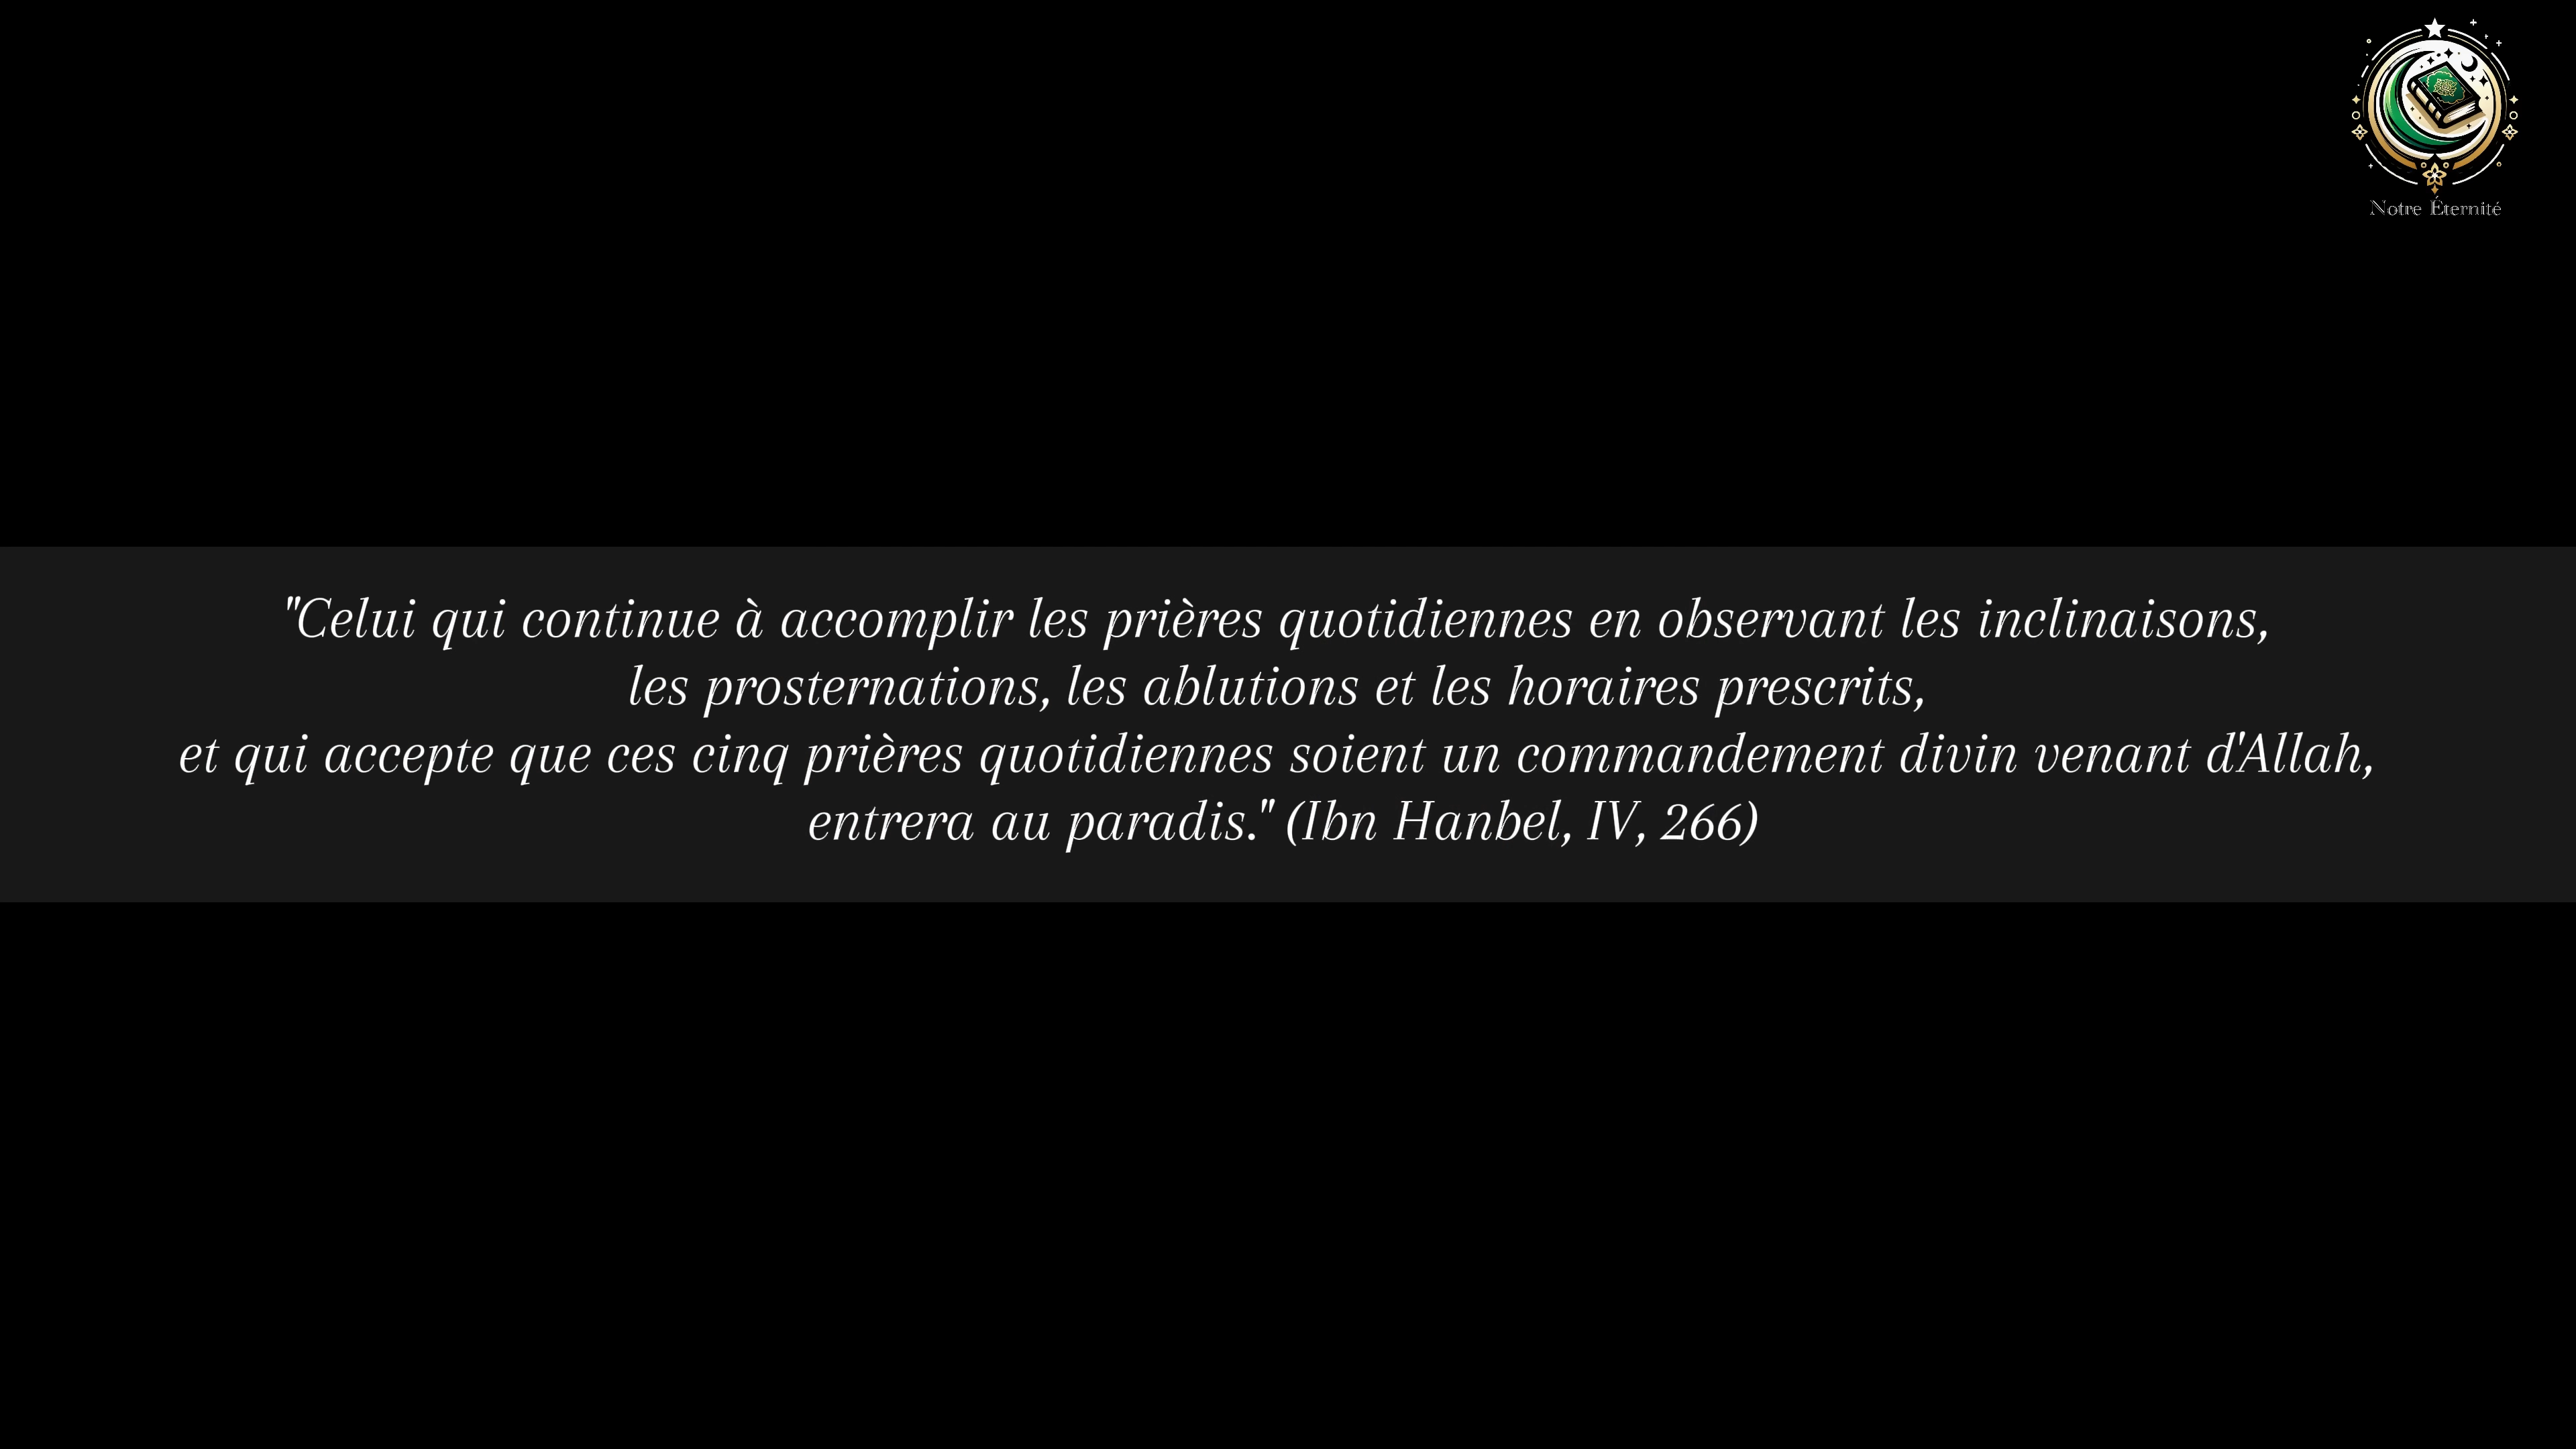 Notre Éternité
"Celui qui continue à accomplir les prières quotidiennes en observant les inclinaisons,
les prosternations, les ablutions et les horaires prescrits,
et qui accepte que ces cinq prières quotidiennes soient un commandement divin venant d'Allah,
entrera au paradis." (Ibn Hanbel, IV, 266)